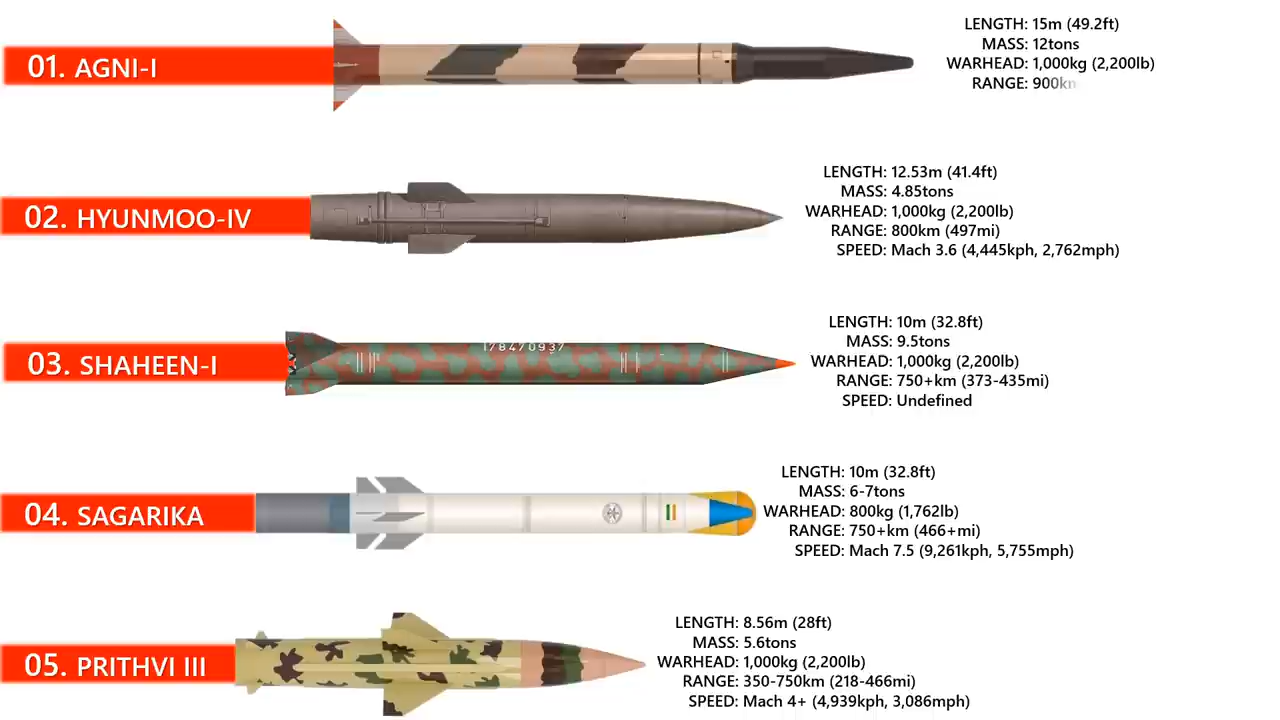 01. AGNI-I
LENGTH: 15m (49.2ft)
MASS: 12tons
WARHEAD: 1,000kg (2,200lb)
RANGE: 900km
02. HYUNMOO-IV
LENGTH: 12.53m (41.4ft)
MASS: 4.85tons
WARHEAD: 1,000kg (2,200lb)
RANGE: 800km (497mi)
SPEED: Mach 3.6 (4,445kph, 2,762mph)
03. SHAHEEN-I
178470937
LENGTH: 10m (32.8ft)
MASS: 9.5tons
WARHEAD: 1,000kg (2,200lb)
RANGE: 750+km (373-435mi)
SPEED: Undefined
04. SAGARIKA
LENGTH: 10m (32.8ft)
MASS: 6-7tons
WARHEAD: 800kg (1,762lb)
RANGE: 750+km (466+mi)
SPEED: Mach 7.5 (9,261kph, 5,755mph)
05. PRITHVI III
LENGTH: 8.56m (28ft)
MASS: 5.6tons
WARHEAD: 1,000kg (2,200lb)
RANGE: 350-750km (218-466mi)
SPEED: Mach 4+ (4,939kph, 3,086mph)